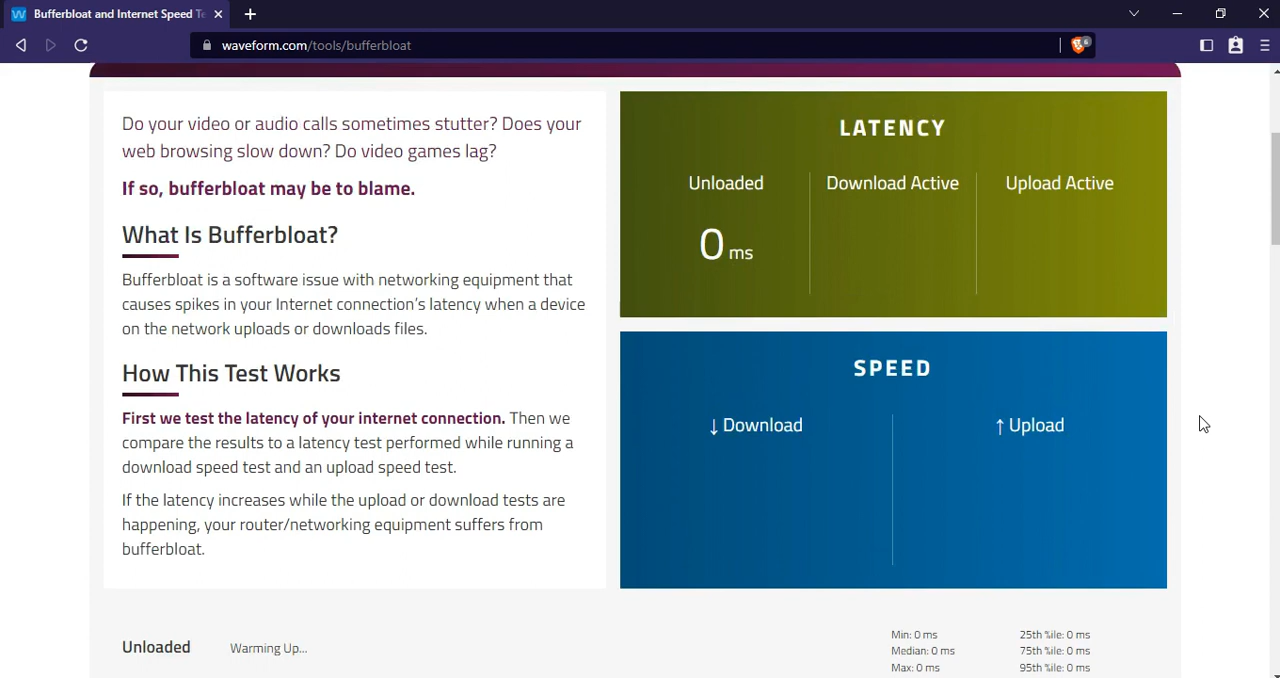 Bufferbloat and Internet Speed Te
waveform.com/tools/bufferbloat
6
Do your video or audio calls sometimes stutter? Does your
web browsing slow down? Do video games lag?
If so, bufferbloat may be to blame.
What Is Bufferbloat?
Bufferbloat is a software issue with networking equipment that
causes spikes in your Internet connection's latency when a device
on the network uploads or downloads files.
How This Test Works
First we test the latency of your internet connection. Then we
compare the results to a latency test performed while running a
download speed test and an upload speed test.
If the latency increases while the upload or download tests are
happening, your router/networking equipment suffers from
bufferbloat.
LATENCY
Unloaded Download Active Upload Active
0 ms
SPEED
↓ Download ↑ Upload
Unloaded Warming Up...
Min: 0 ms 25th %ile: 0 ms
Median: 0 ms 75th %ile: 0 ms
Max: 0 ms 95th %ile: 0 ms